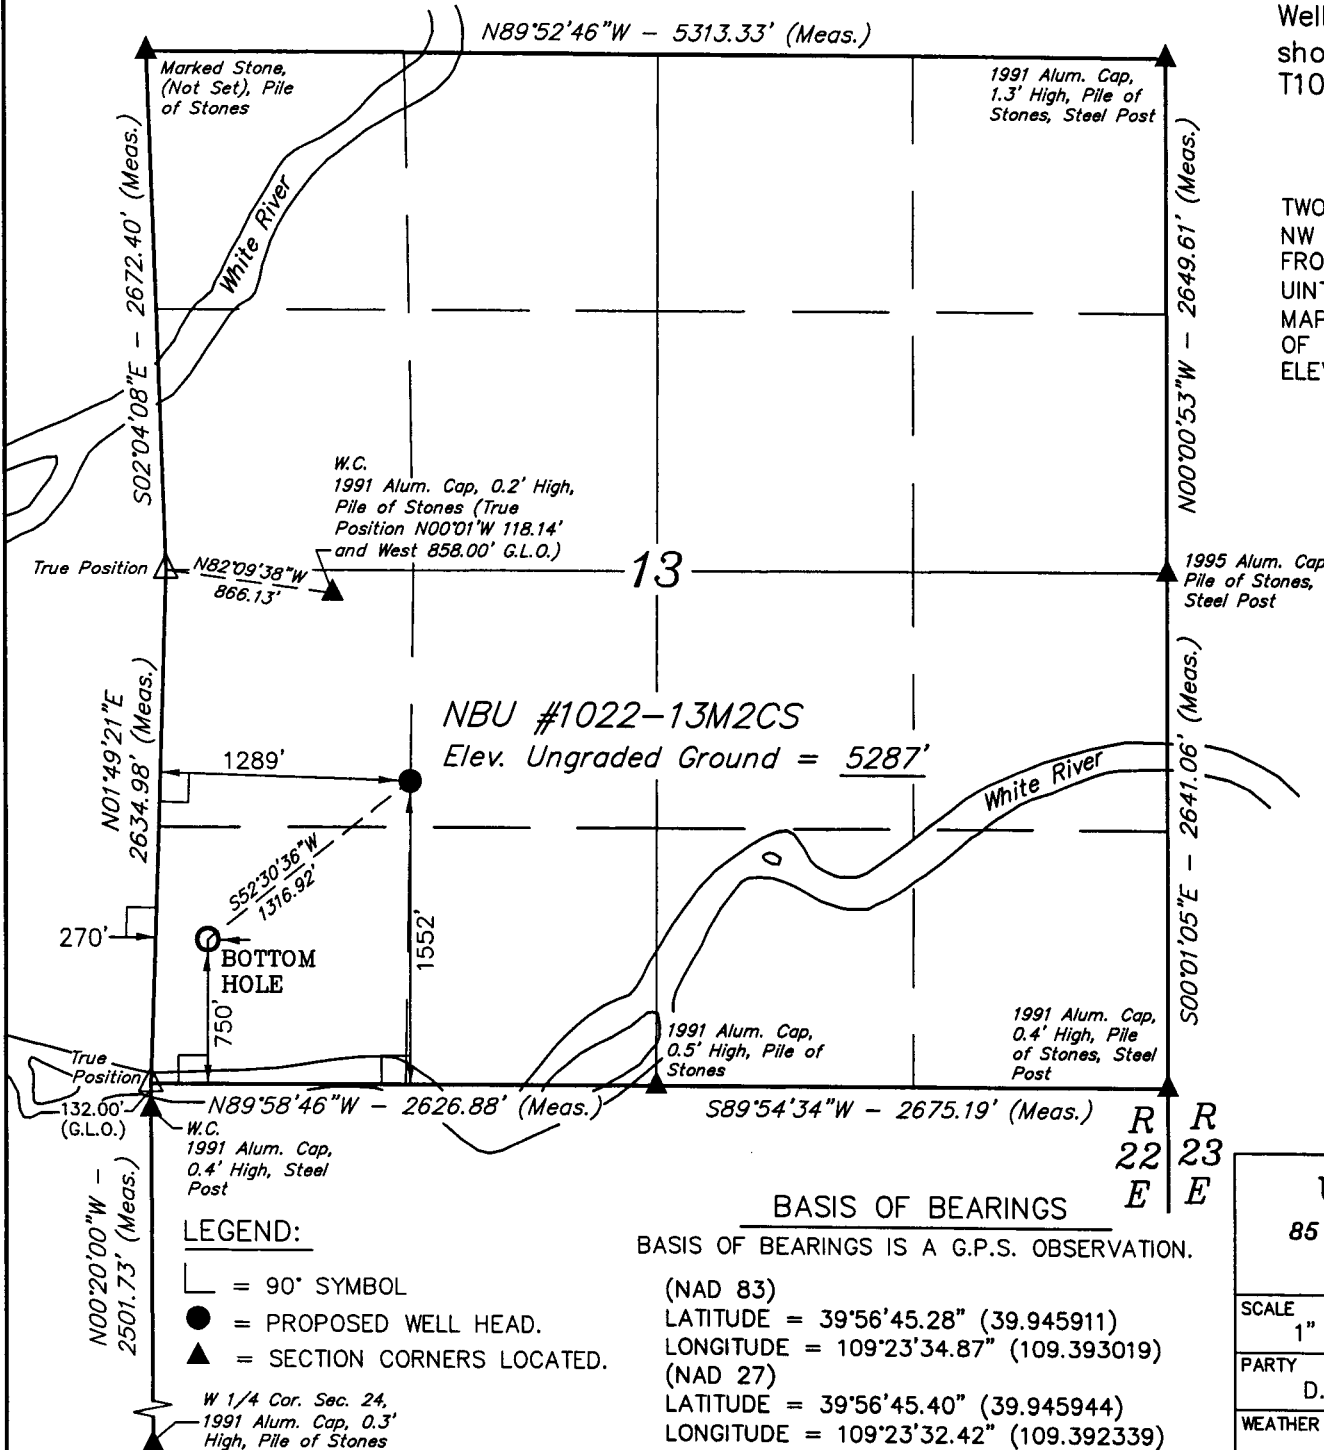 N89°52'46"W - 5313.33' (Meas.)
Well
sho
T10
Marked Stone,
(Not Set), Pile
of Stones
1991 Alum. Cap,
1.3' High, Pile of
Stones, Steel Post
S02°04'08"E - 2672.40' (Meas.)
White River
N00°00'53"W - 2649.61' (Meas.)
TWO
NW
FRO
UINT
MAP
OF
ELEV
W.C.
1991 Alum. Cap, 0.2' High,
Pile of Stones (True
Position N00°01'W 118.14'
and West 858.00' G.L.O.)
True Position
N82°09'38"W
866.13'
13
1995 Alum. Cap
Pile of Stones,
Steel Post
N01°49'21"E
2634.98' (Meas.)
NBU #1022-13M2CS
Elev. Ungraded Ground = 5287'
1289'
White River
S00°01'05"E - 2641.06' (Meas.)
S52°30'36"W
1316.92'
270'
BOTTOM
HOLE
750'
1552'
True
Position
1991 Alum. Cap,
0.5' High, Pile of
Stones
1991 Alum. Cap,
0.4' High, Pile
of Stones, Steel
Post
132.00'
(G.L.O.)
N89°58'46"W - 2626.88' (Meas.)
S89°54'34"W - 2675.19' (Meas.)
W.C.
1991 Alum. Cap,
0.4' High, Steel
Post
R R
22 23
E E
N00°20'00"W -
2501.73' (Meas.)
LEGEND:
= 90° SYMBOL
= PROPOSED WELL HEAD.
= SECTION CORNERS LOCATED.
W 1/4 Cor. Sec. 24,
1991 Alum. Cap, 0.3'
High, Pile of Stones
BASIS OF BEARINGS
BASIS OF BEARINGS IS A G.P.S. OBSERVATION.
(NAD 83)
LATITUDE = 39°56'45.28" (39.945911)
LONGITUDE = 109°23'34.87" (109.393019)
(NAD 27)
LATITUDE = 39°56'45.40" (39.945944)
LONGITUDE = 109°23'32.42" (109.392339)
85
SCALE
1"
PARTY
D.
WEATHER